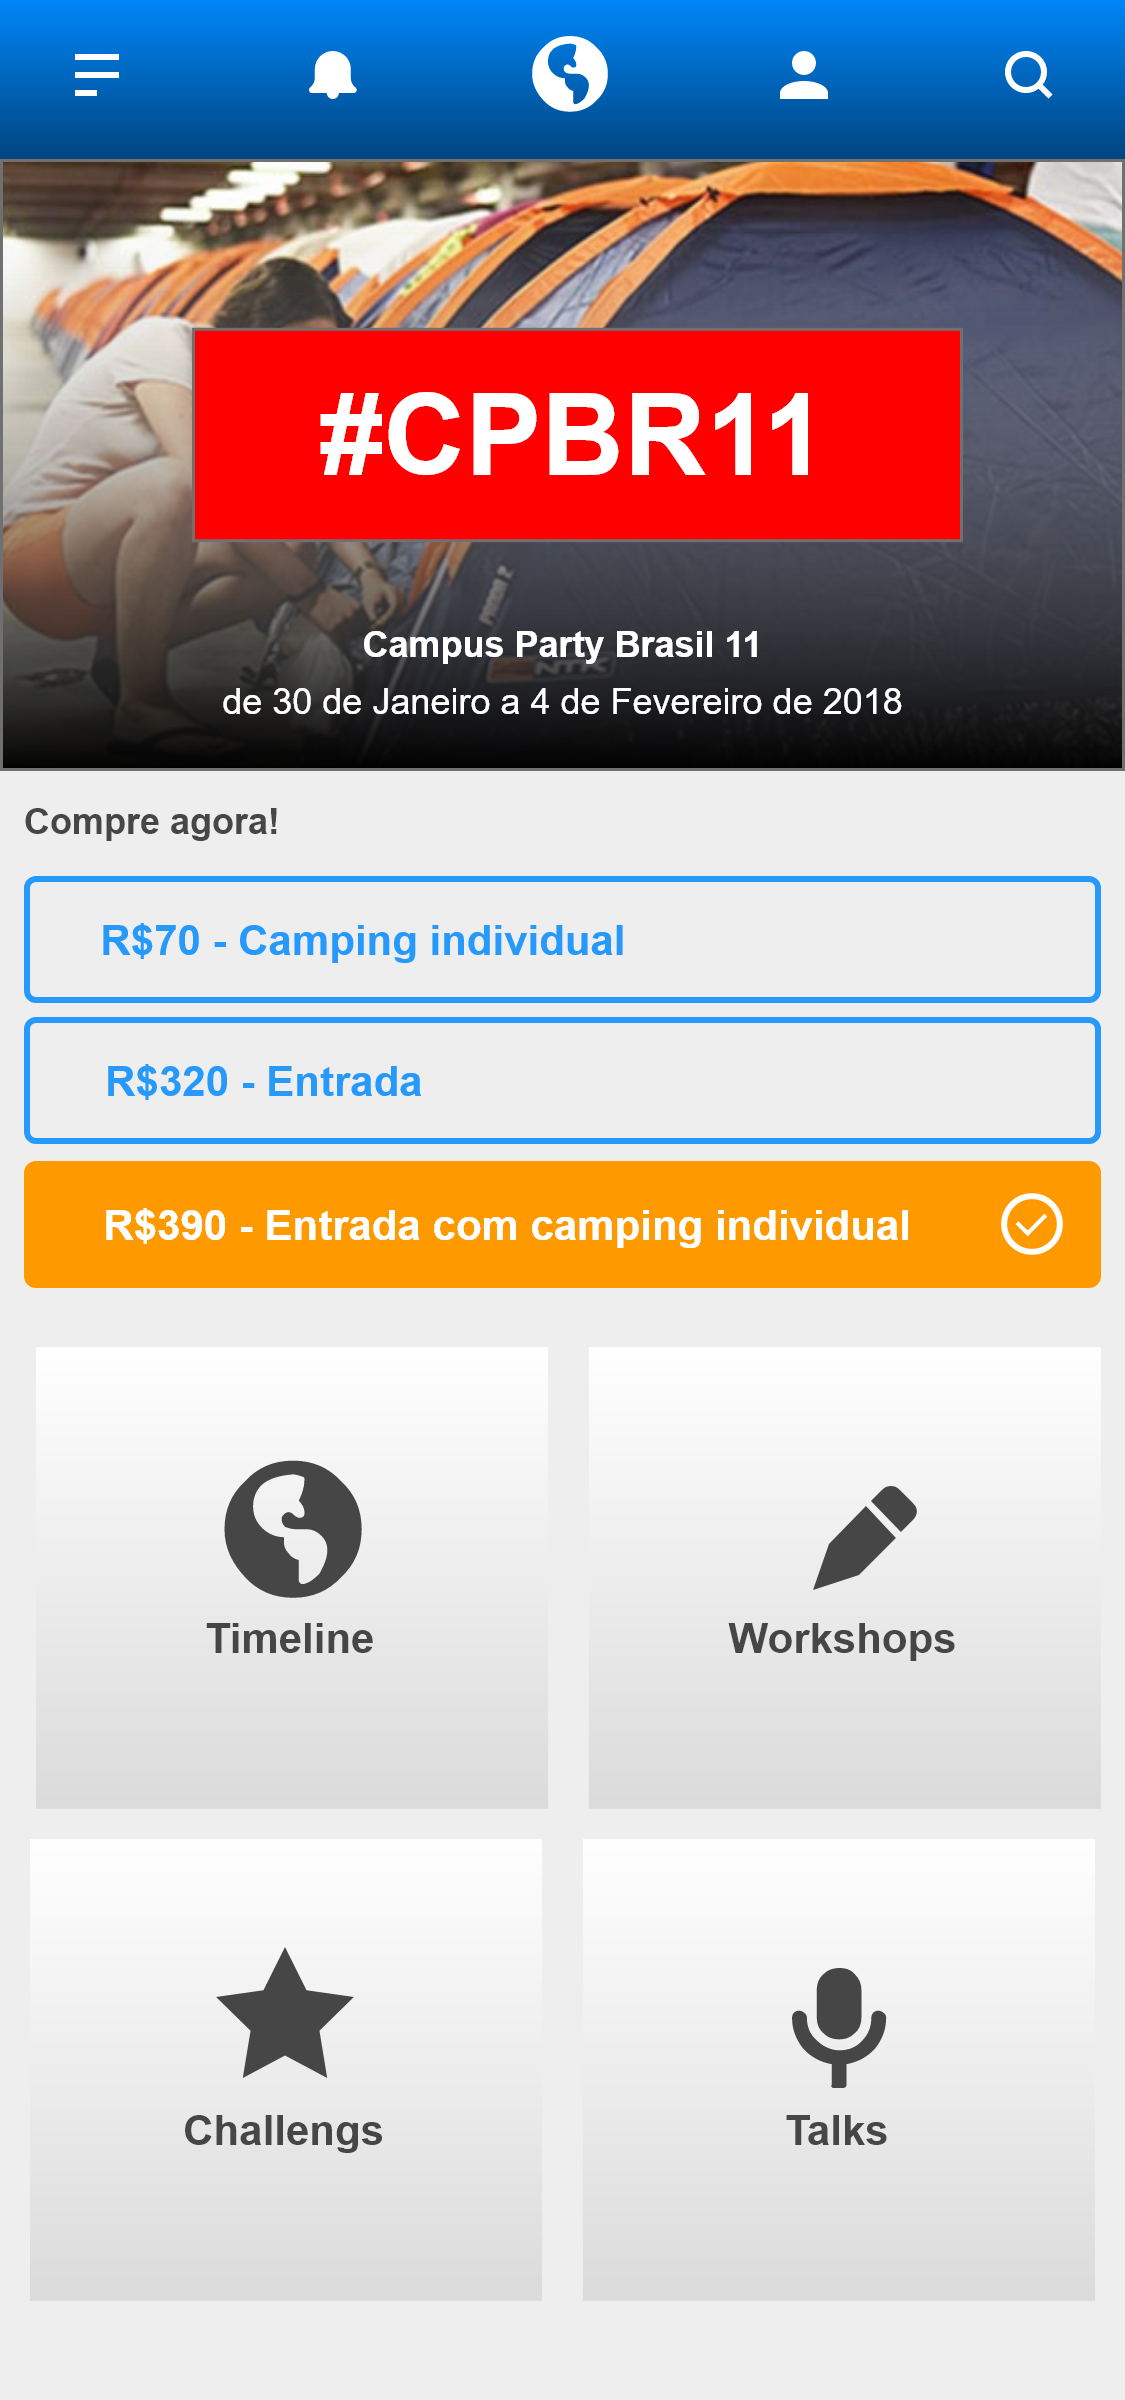 #CPBR11
Campus Party Brasil 11
de 30 de Janeiro a 4 de Fevereiro de 2018
Compre agora!
R$70 - Camping individual
R$320 - Entrada
R$390 - Entrada com camping individual
Timeline
Workshops
Challengs
Talks